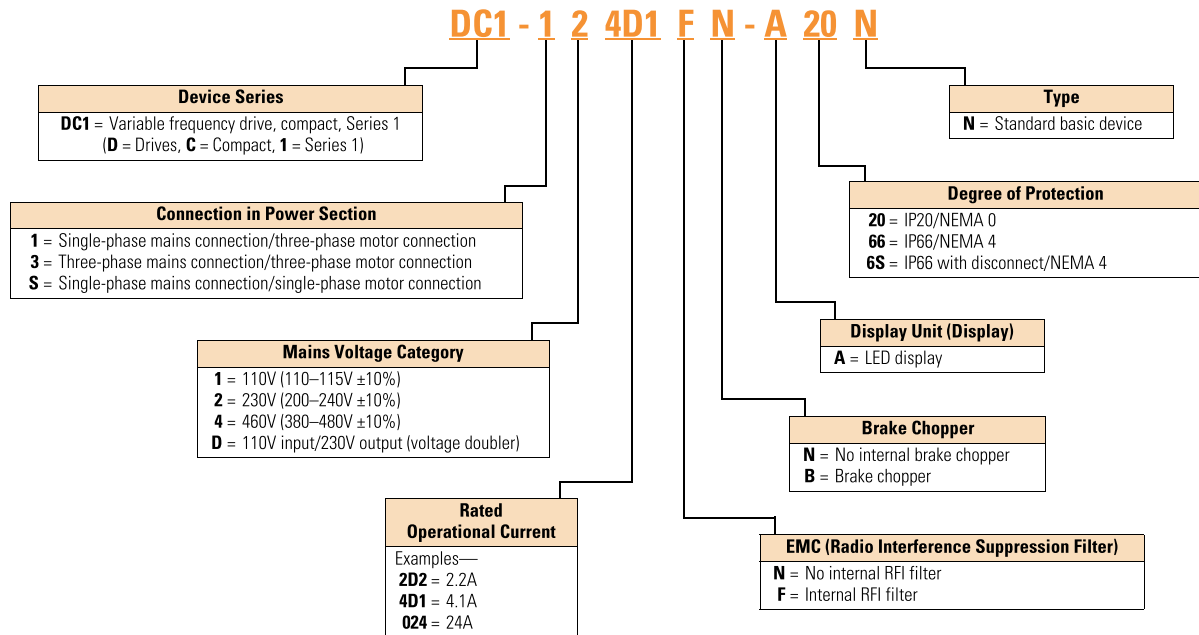 DC1 - 1 2 4D1 F N - A 20 N
Device Series
DC1 = Variable frequency drive, compact, Series 1
(D = Drives, C = Compact, 1 = Series 1)
Type
N = Standard basic device
Connection in Power Section
1 = Single-phase mains connection/three-phase motor connection
3 = Three-phase mains connection/three-phase motor connection
S = Single-phase mains connection/single-phase motor connection
Degree of Protection
20 = IP20/NEMA 0
66 = IP66/NEMA 4
6S = IP66 with disconnect/NEMA 4
Mains Voltage Category
1 = 110V (110–115V ±10%)
2 = 230V (200–240V ±10%)
4 = 460V (380–480V ±10%)
D = 110V input/230V output (voltage doubler)
Display Unit (Display)
A = LED display
Brake Chopper
N = No internal brake chopper
B = Brake chopper
Rated
Operational Current
Examples—
2D2 = 2.2A
4D1 = 4.1A
024 = 24A
EMC (Radio Interference Suppression Filter)
N = No internal RFI filter
F = Internal RFI filter